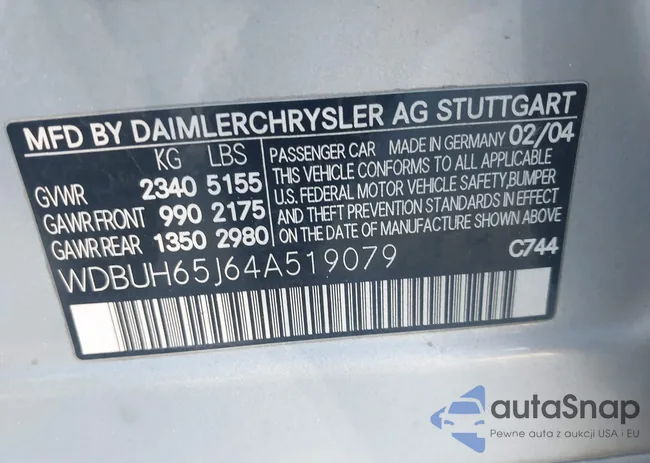 MFD BY DAIMLERCHRYSLER AG STUTTGART
KG LBS
GVWR 2340 5155
GAWR FRONT 990 2175
GAWR REAR 1350 2980
PASSENGER CAR MADE IN GERMANY 02/04
THIS VEHICLE CONFORMS TO ALL APPLICABLE
U.S. FEDERAL MOTOR VEHICLE SAFETY,BUMPER
AND THEFT PREVENTION STANDARDS IN EFFECT
ON THE DATE OF MANUFACTURE SHOWN ABOVE
WDBUH65J64A519079
C744
autoSnap
Pewne auta z aukcji USA i EU